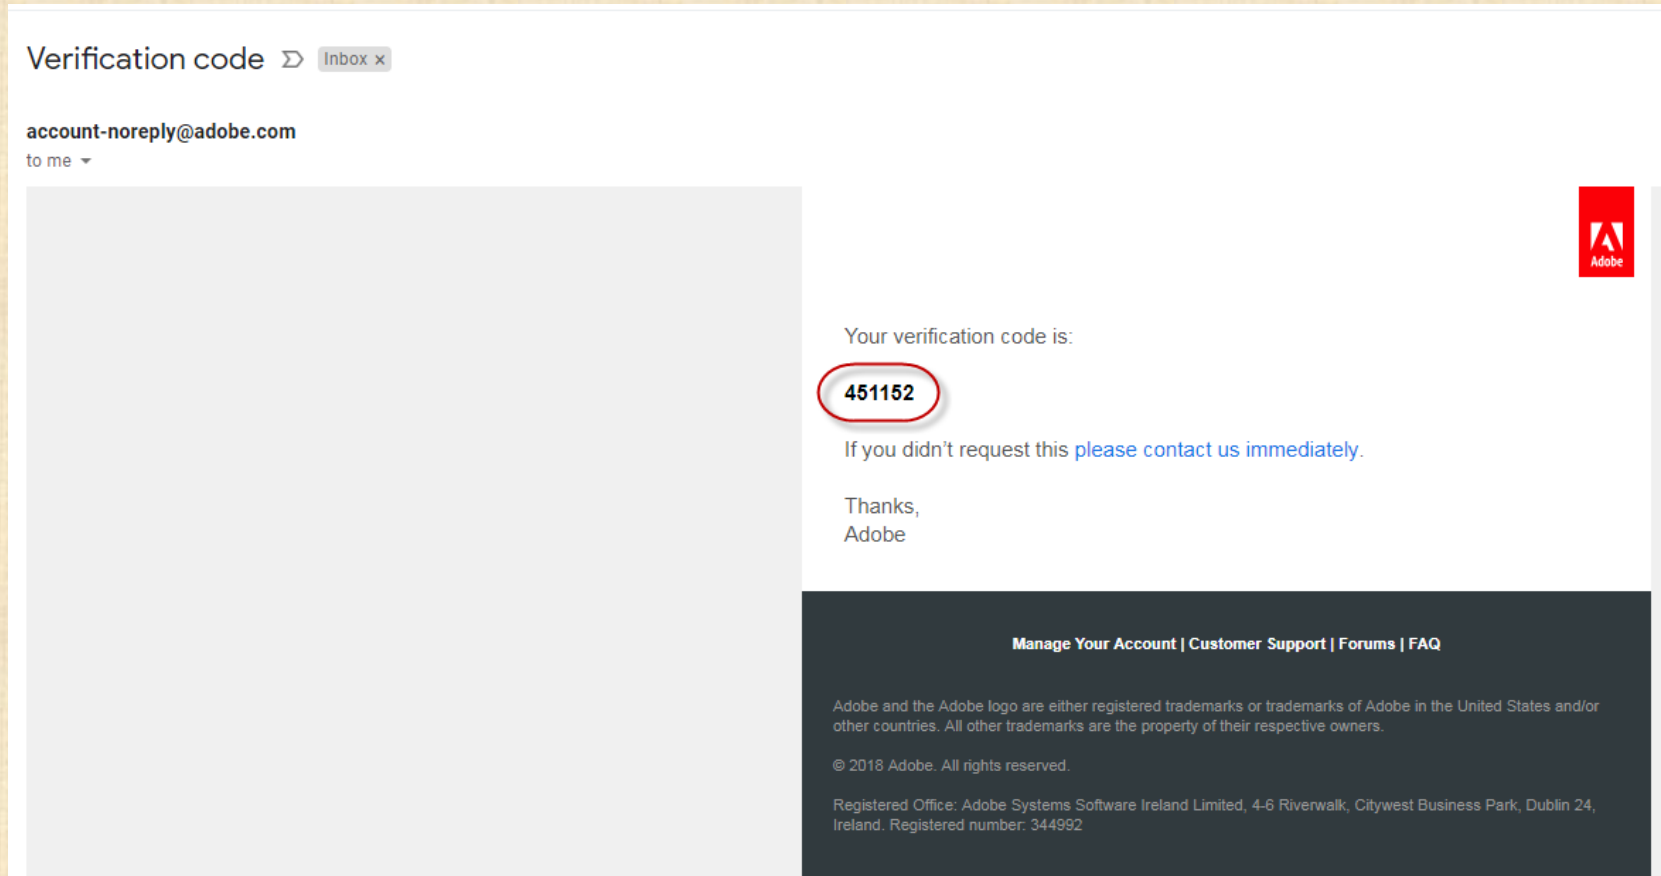 Verification code
Inbox x
account-noreply@adobe.com
to me
Adobe
Your verification code is:
451152
If you didn’t request this please contact us immediately.
Thanks,
Adobe
Manage Your Account | Customer Support | Forums | FAQ
Adobe and the Adobe logo are either registered trademarks or trademarks of Adobe in the United States and/or
other countries. All other trademarks are the property of their respective owners.
© 2018 Adobe. All rights reserved.
Registered Office: Adobe Systems Software Ireland Limited, 4-6 Riverwalk, Citywest Business Park, Dublin 24,
Ireland. Registered number: 344992